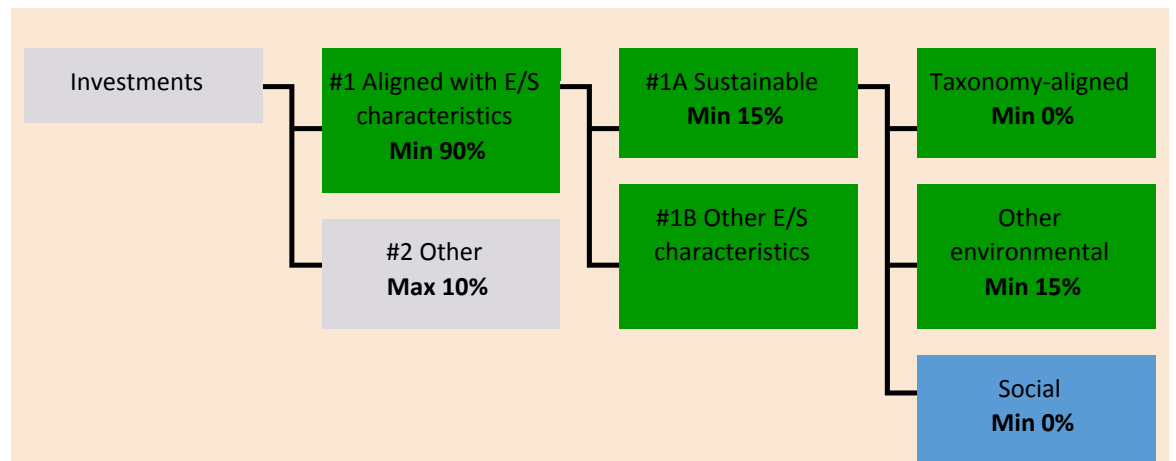 Investments
#1 Aligned with E/S
characteristics
Min 90%
#2 Other
Max 10%
#1A Sustainable
Min 15%
#1B Other E/S
characteristics
Taxonomy-aligned
Min 0%
Other
environmental
Min 15%
Social
Min 0%